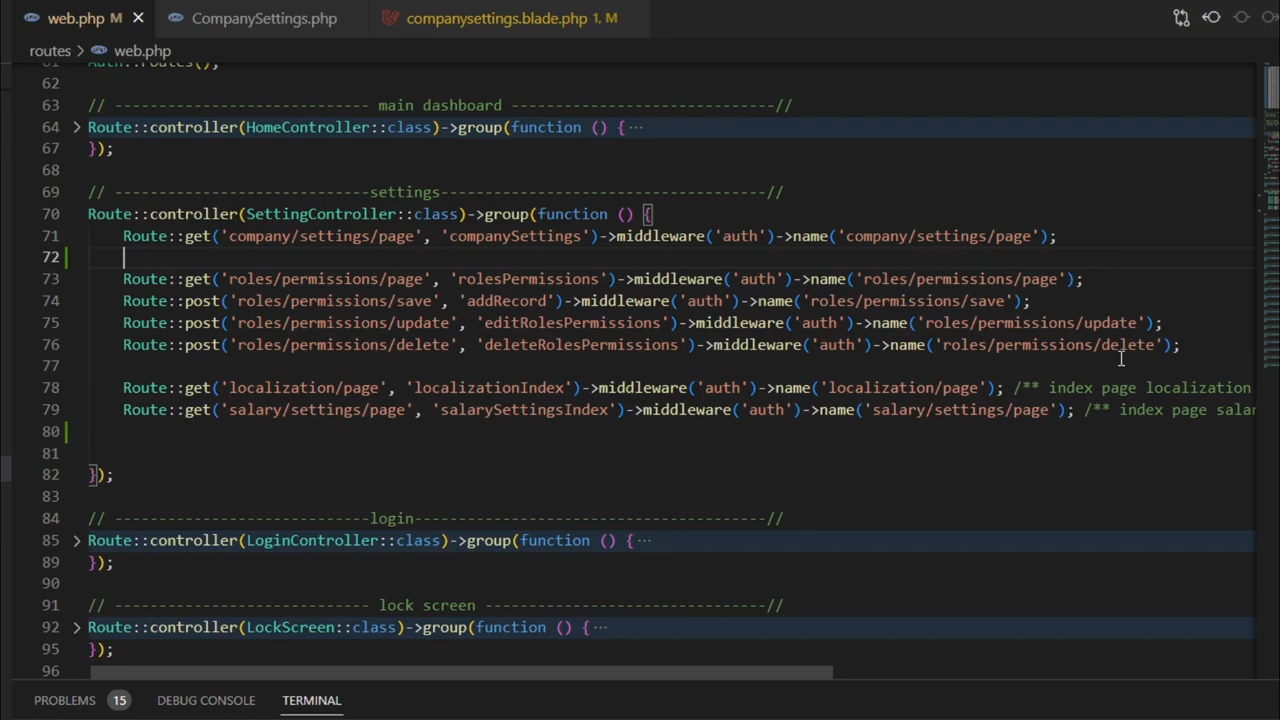 web.php M
CompanySettings.php
companysettings.blade.php 1, M
routes > web.php
61 Auth::routes();
62
63 // ----------------------------- main dashboard ------------------------------//
64 > Route::controller(HomeController::class)->group(function () {···
67 });
68
69 // -----------------------------settings-------------------------------------//
70 Route::controller(SettingController::class)->group(function () {
71 Route::get('company/settings/page', 'companySettings')->middleware('auth')->name('company/settings/page');
72
73 Route::get('roles/permissions/page', 'rolesPermissions')->middleware('auth')->name('roles/permissions/page');
74 Route::post('roles/permissions/save', 'addRecord')->middleware('auth')->name('roles/permissions/save');
75 Route::post('roles/permissions/update', 'editRolesPermissions')->middleware('auth')->name('roles/permissions/update');
76 Route::post('roles/permissions/delete', 'deleteRolesPermissions')->middleware('auth')->name('roles/permissions/delete');
77
78 Route::get('localization/page', 'localizationIndex')->middleware('auth')->name('localization/page'); /** index page localization
79 Route::get('salary/settings/page', 'salarySettingsIndex')->middleware('auth')->name('salary/settings/page'); /** index page salar
80
81
82 });
83
84 // -----------------------------login----------------------------------------//
85 > Route::controller(LoginController::class)->group(function () {···
89 });
90
91 // ----------------------------- lock screen --------------------------------//
92 > Route::controller(LockScreen::class)->group(function () {···
95 });
96
PROBLEMS 15 DEBUG CONSOLE TERMINAL